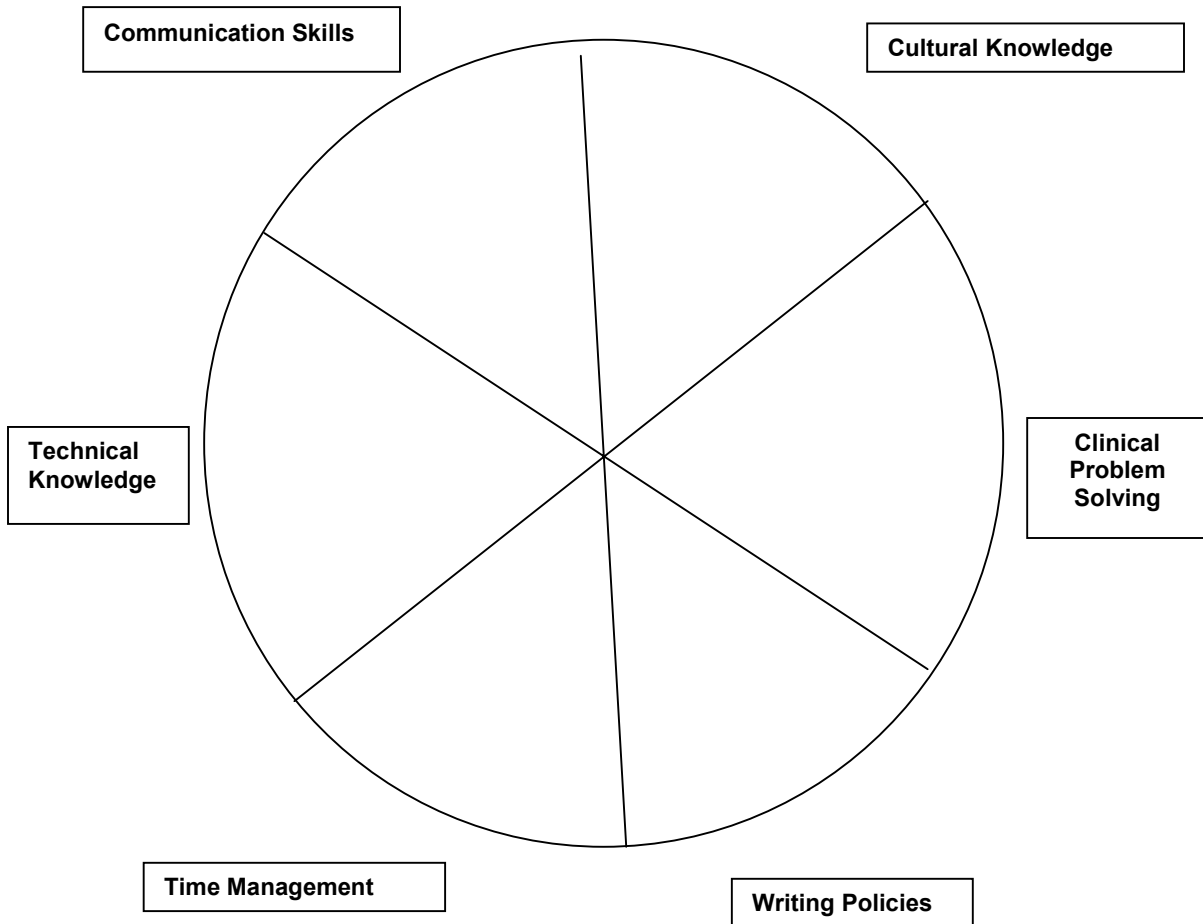 Communication Skills
Cultural Knowledge
Technical
Knowledge
Clinical
Problem
Solving
Time Management
Writing Policies